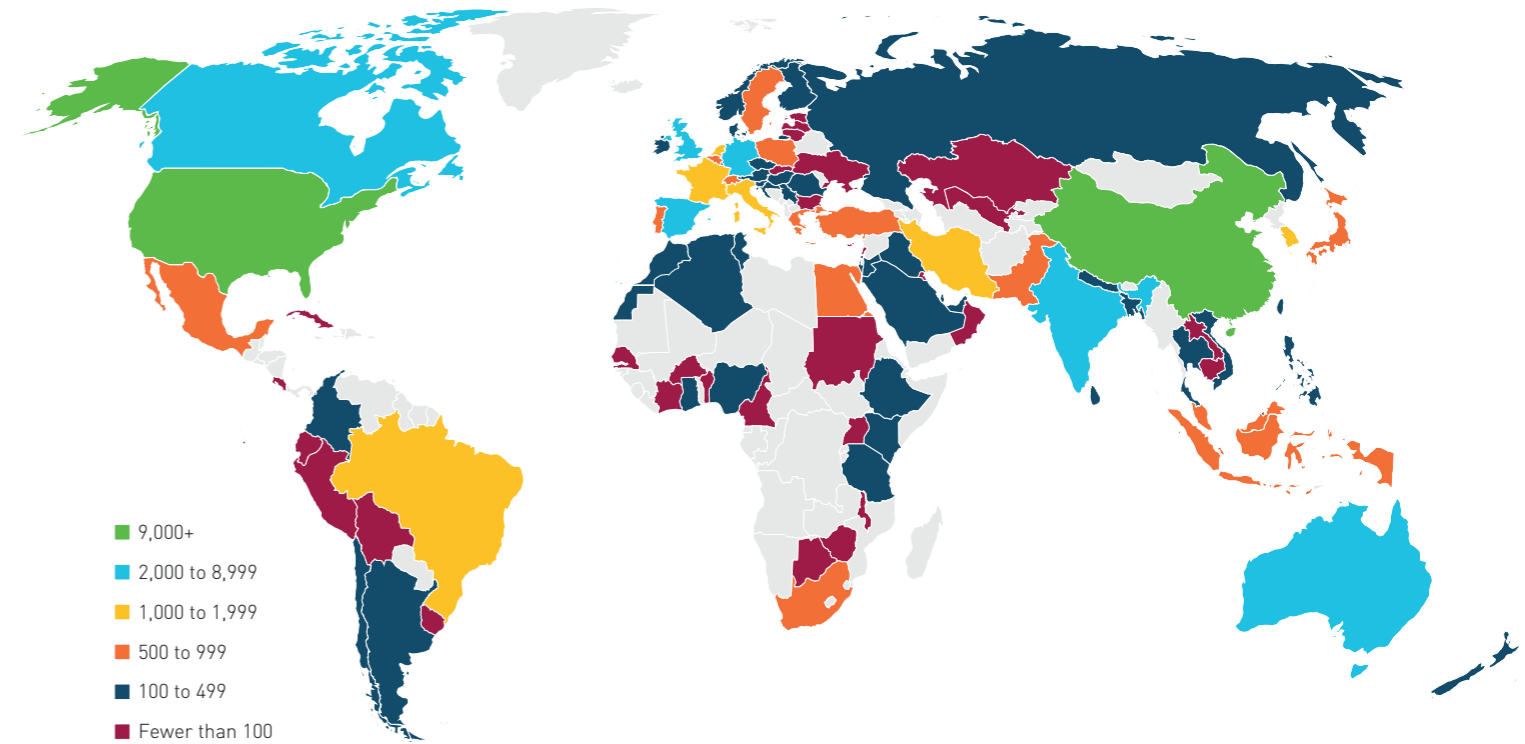 9,000+
2,000 to 8,999
1,000 to 1,999
500 to 999
100 to 499
Fewer than 100